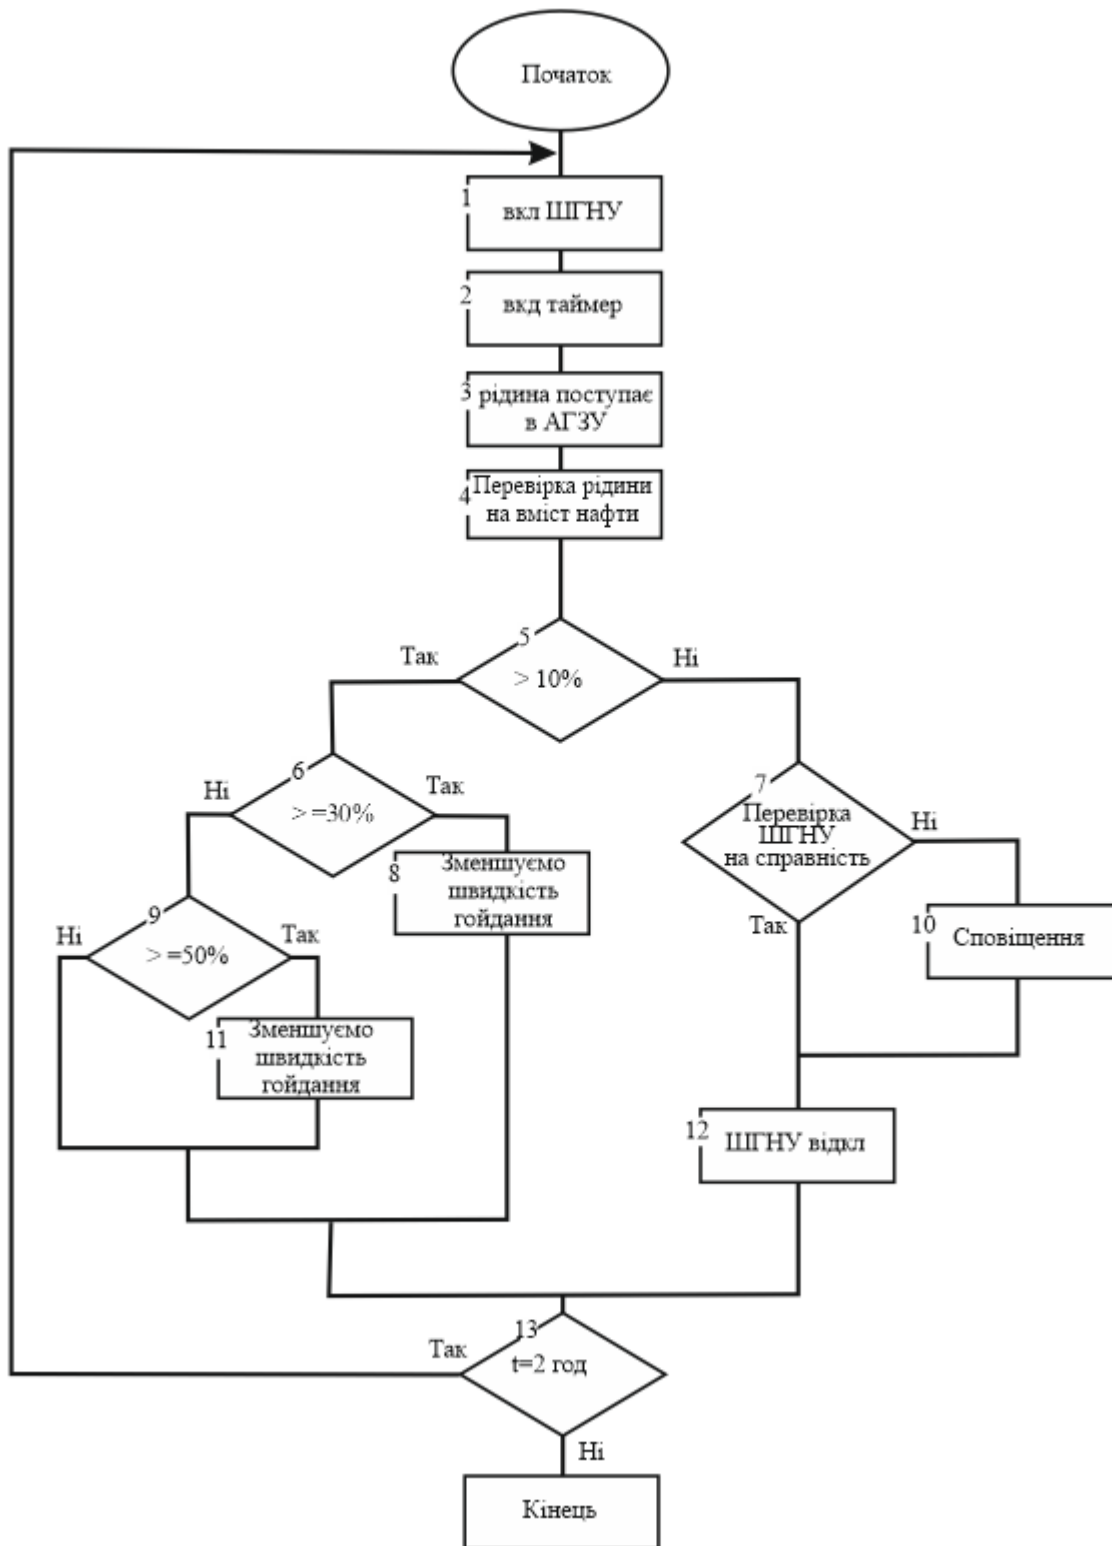 Початок
1
вкл ШГНУ
2
вкд таймер
3
рідина поступає
в АГЗУ
4
Перевірка рідини
на вміст нафти
5
Так
> 10%
Ні
6
Ні
> =30%
Так
7
Перевірка
ШГНУ
на справність
Ні
Так
8
Зменшуємо
швидкість
гойдання
9
Ні
> =50%
Так
10
Сповіщення
11
Зменшуємо
швидкість
гойдання
12
ШГНУ відкл
13
Так
t=2 год
Ні
Кінець